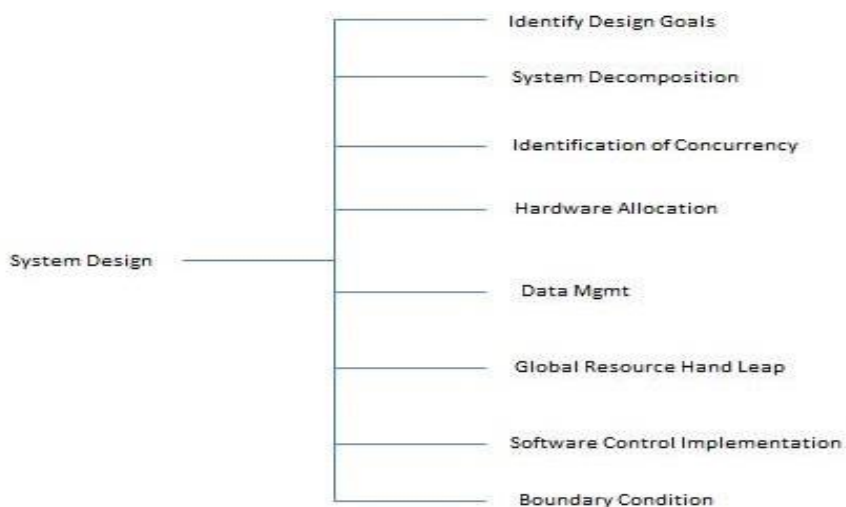 System Design
Identify Design Goals
System Decomposition
Identification of Concurrency
Hardware Allocation
Data Mgmt
Global Resource Hand Leap
Software Control Implementation
Boundary Condition